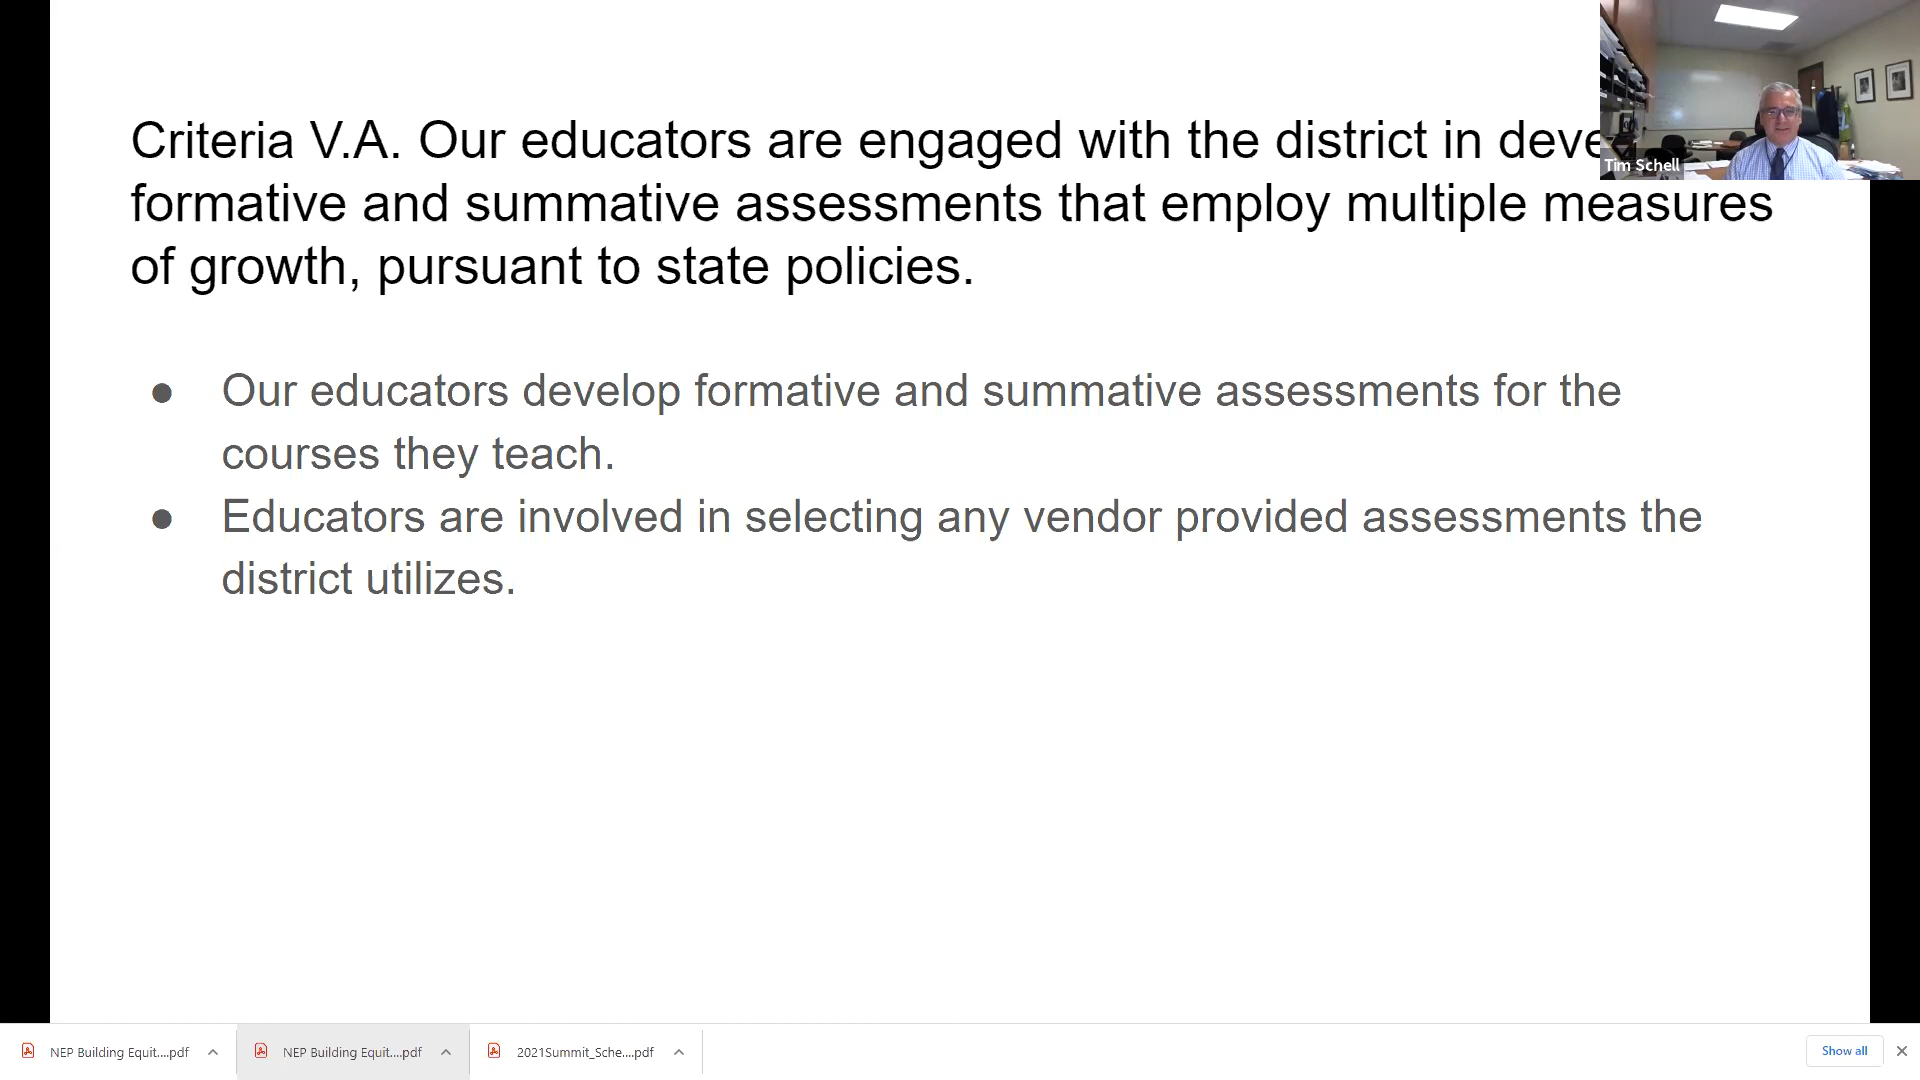 Criteria V.A. Our educators are engaged with the district in deve
formative and summative assessments that employ multiple measures
of growth, pursuant to state policies.
Tim Schell
● Our educators develop formative and summative assessments for the
courses they teach.
● Educators are involved in selecting any vendor provided assessments the
district utilizes.
NEP Building Equit....pdf
NEP Building Equit....pdf
2021Summit_Sche....pdf
Show all